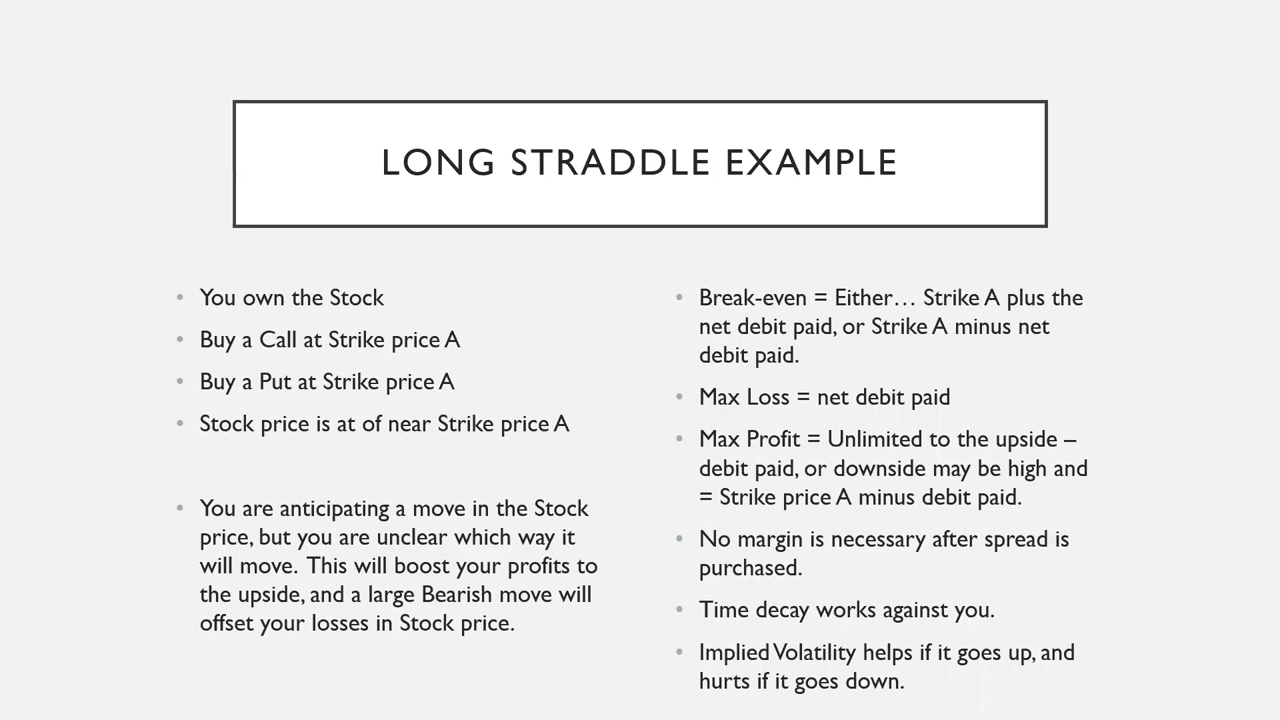 LONG STRADDLE EXAMPLE
• You own the Stock
• Buy a Call at Strike price A
• Buy a Put at Strike price A
• Stock price is at of near Strike price A
• You are anticipating a move in the Stock
price, but you are unclear which way it
will move. This will boost your profits to
the upside, and a large Bearish move will
offset your losses in Stock price.
• Break-even = Either… Strike A plus the
net debit paid, or Strike A minus net
debit paid.
• Max Loss = net debit paid
• Max Profit = Unlimited to the upside –
debit paid, or downside may be high and
= Strike price A minus debit paid.
• No margin is necessary after spread is
purchased.
• Time decay works against you.
• Implied Volatility helps if it goes up, and
hurts if it goes down.